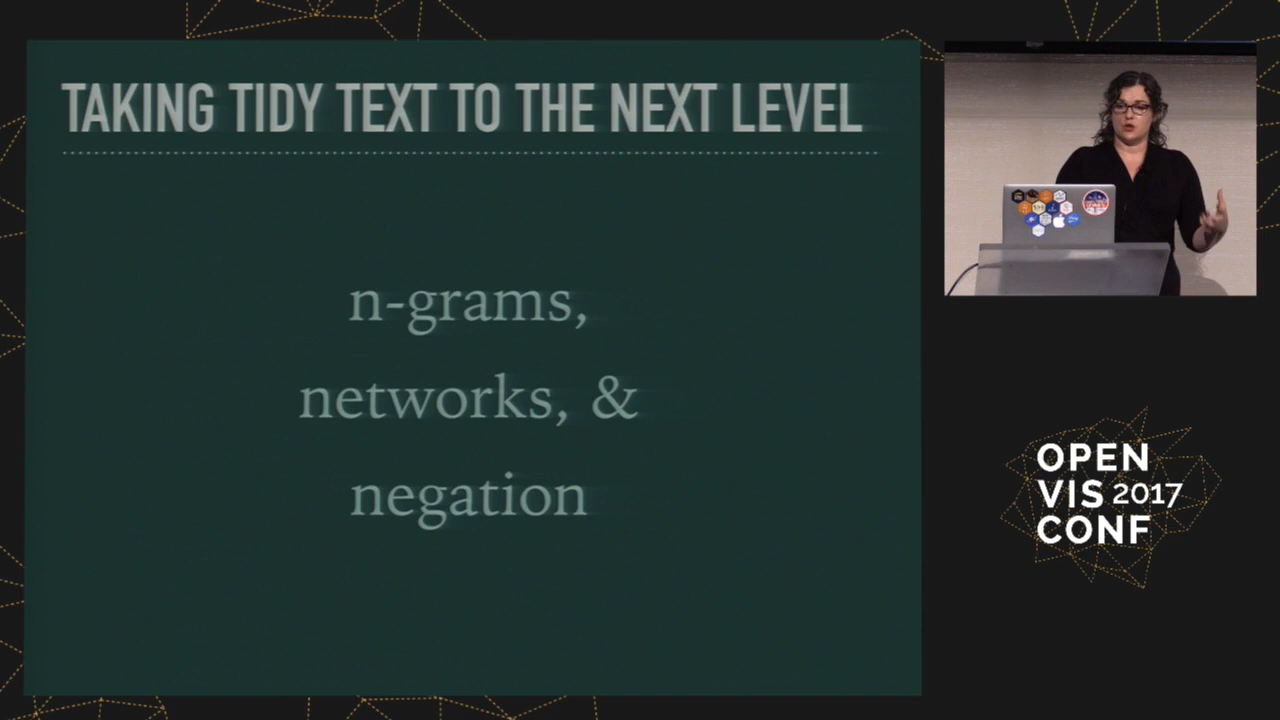 TAKING TIDY TEXT TO THE NEXT LEVEL
n-grams,
networks, &
negation
OPEN
VIS 2017
CONF